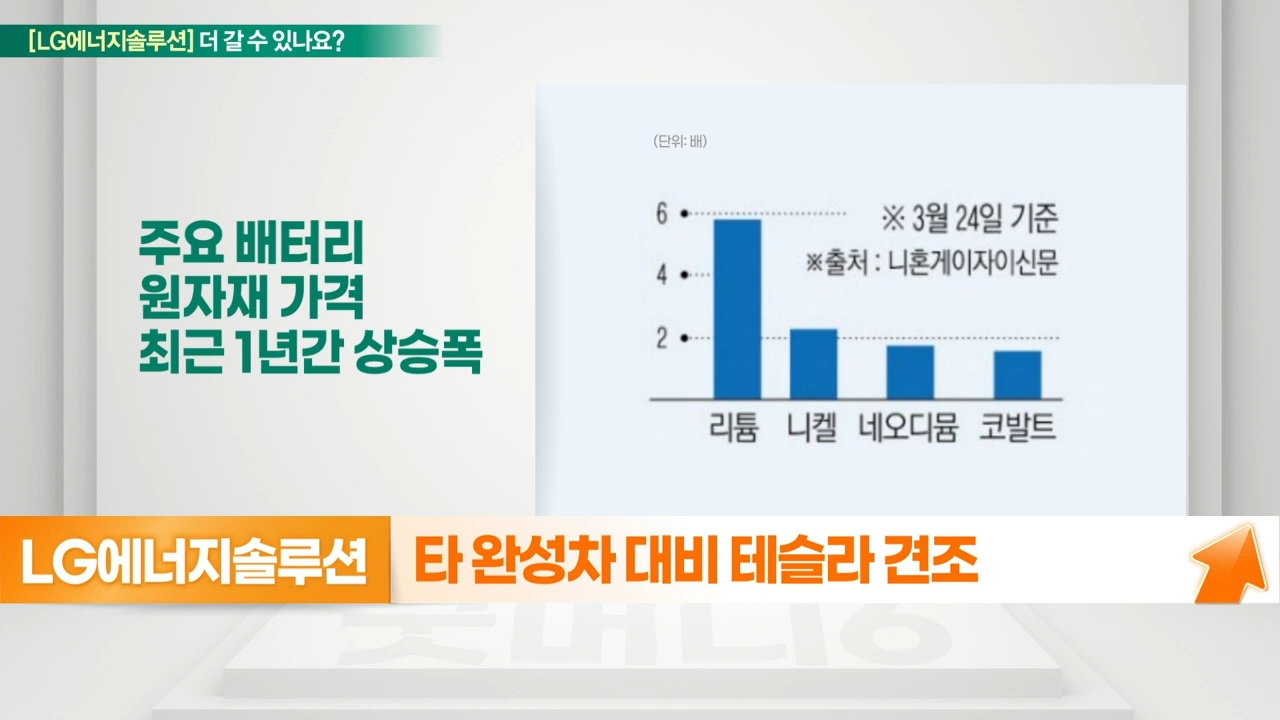 [LG에너지솔루션] 더 갈 수 있나요?
주요 배터리
원자재 가격
최근 1년간 상승폭
(단위: 배)
6
※ 3월 24일 기준
※출처 : 니혼게이자이신문
4
2
리튬 니켈 네오디뮴 코발트
LG에너지솔루션 타 완성차 대비 테슬라 견조